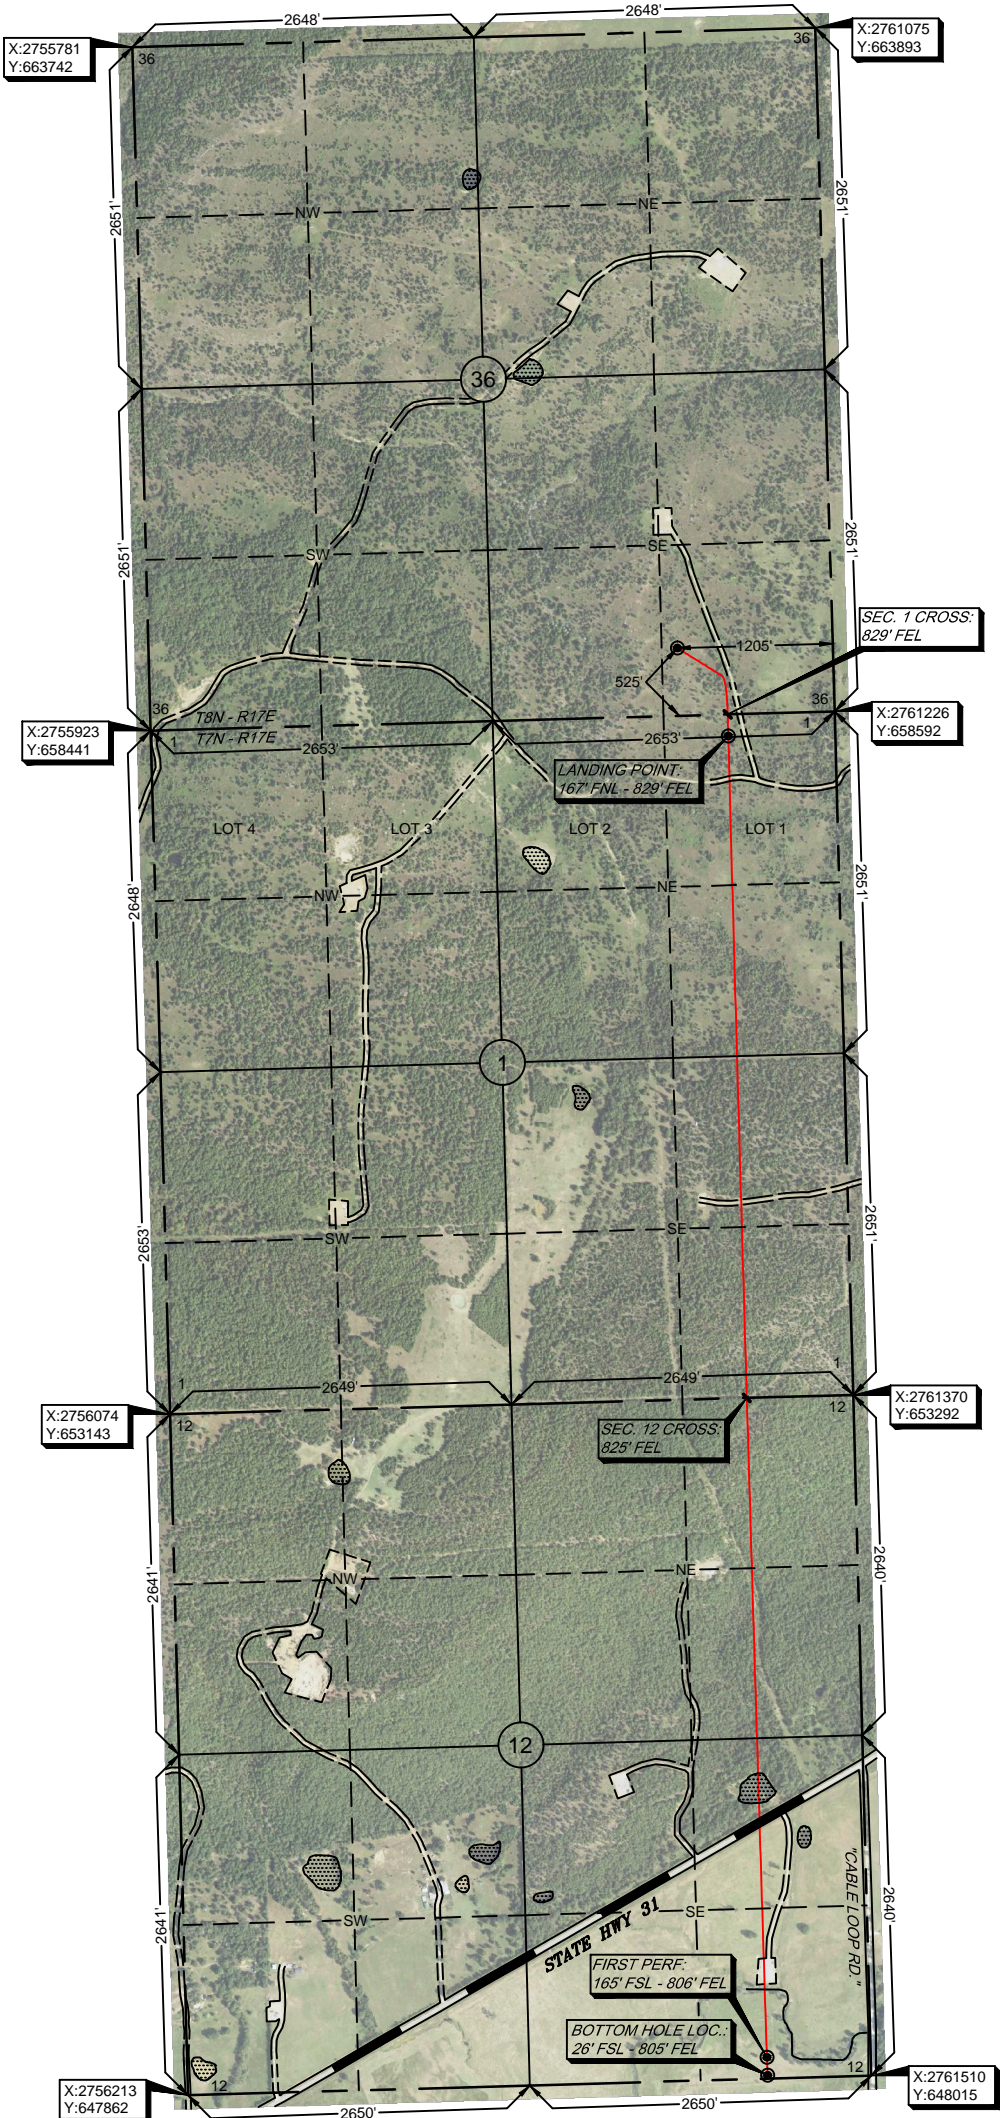 2648'
2648'
X:2755781
Y:663742
X:2761075
Y:663893
36
36
2651'
2651'
NW
NE
36
2651'
2651'
SW
SE
SEC. 1 CROSS:
829' FEL
1205'
525'
36
36
T8N - R17E
T7N - R17E
1
1
X:2755923
Y:658441
X:2761226
Y:658592
2653'
2653'
LANDING POINT:
167' FNL - 829' FEL
LOT 4
LOT 3
LOT 2
LOT 1
2648'
2651'
NW
NE
1
2653'
2651'
SW
SE
1
1
2649'
2649'
X:2756074
Y:653143
X:2761370
Y:653292
12
12
SEC. 12 CROSS:
825' FEL
2641'
2640'
NW
NE
12
2641'
2640'
"CABLE LOOP RD."
SW
SE
STATE HWY 31
FIRST PERF:
165' FSL - 806' FEL
BOTTOM HOLE LOC.:
26' FSL - 805' FEL
12
12
X:2756213
Y:647862
X:2761510
Y:648015
2650'
2650'